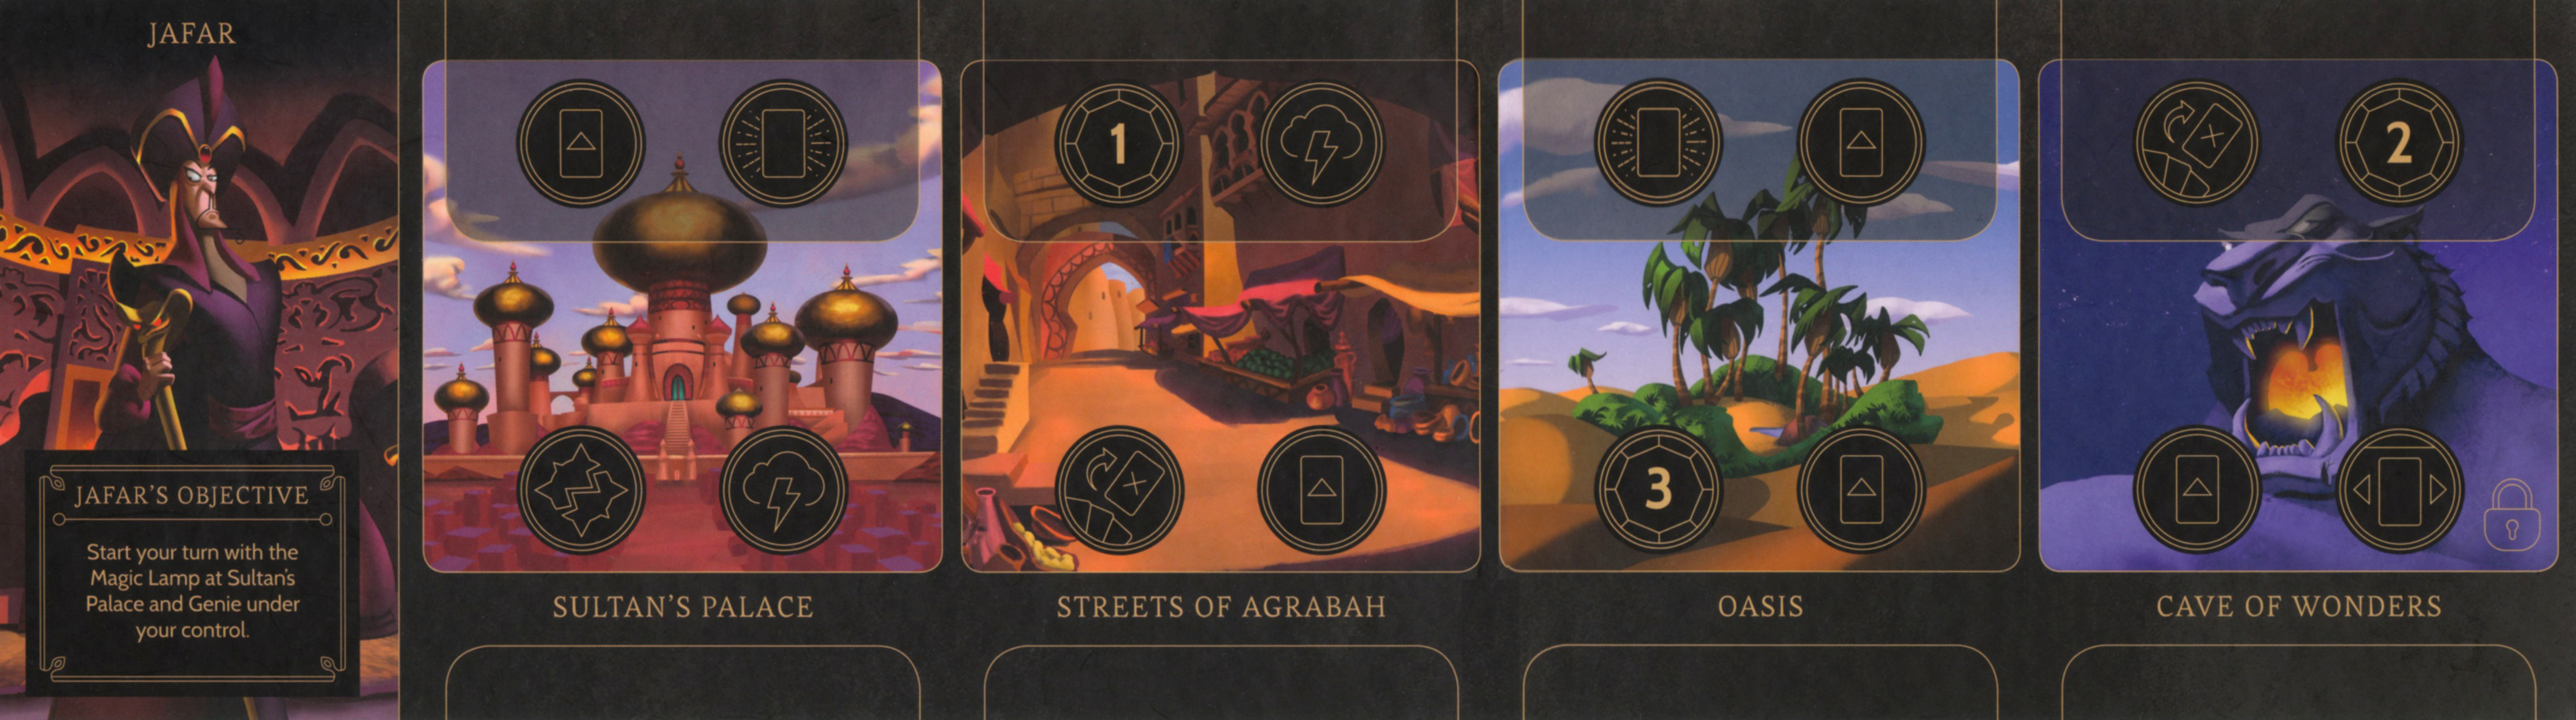 JAFAR
JAFAR'S OBJECTIVE
Start your turn with the
Magic Lamp at Sultan's
Palace and Genie under
your control.
SULTAN'S PALACE
1
STREETS OF AGRABAH
3
OASIS
2
CAVE OF WONDERS